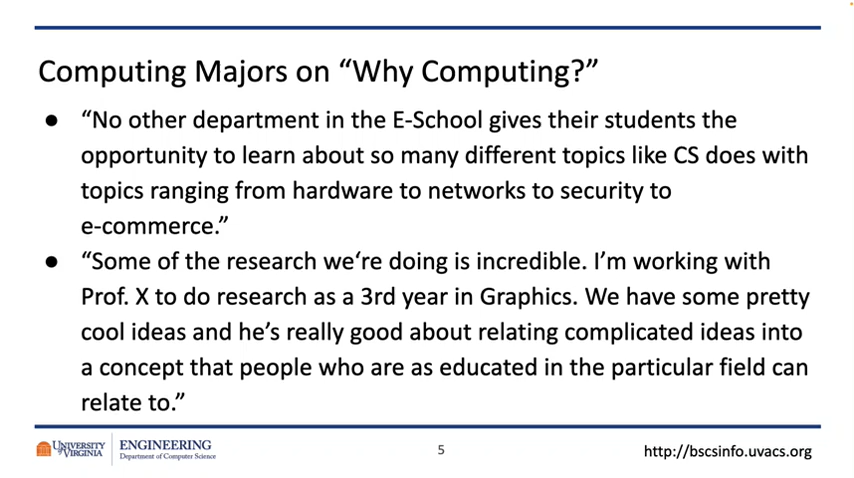 Computing Majors on “Why Computing?”
● “No other department in the E-School gives their students the
opportunity to learn about so many different topics like CS does with
topics ranging from hardware to networks to security to
e-commerce.”
● “Some of the research we‘re doing is incredible. I’m working with
Prof. X to do research as a 3rd year in Graphics. We have some pretty
cool ideas and he’s really good about relating complicated ideas into
a concept that people who are as educated in the particular field can
relate to.”
UNIVERSITY
of VIRGINIA
ENGINEERING
Department of Computer Science
5
http://bscsinfo.uvacs.org